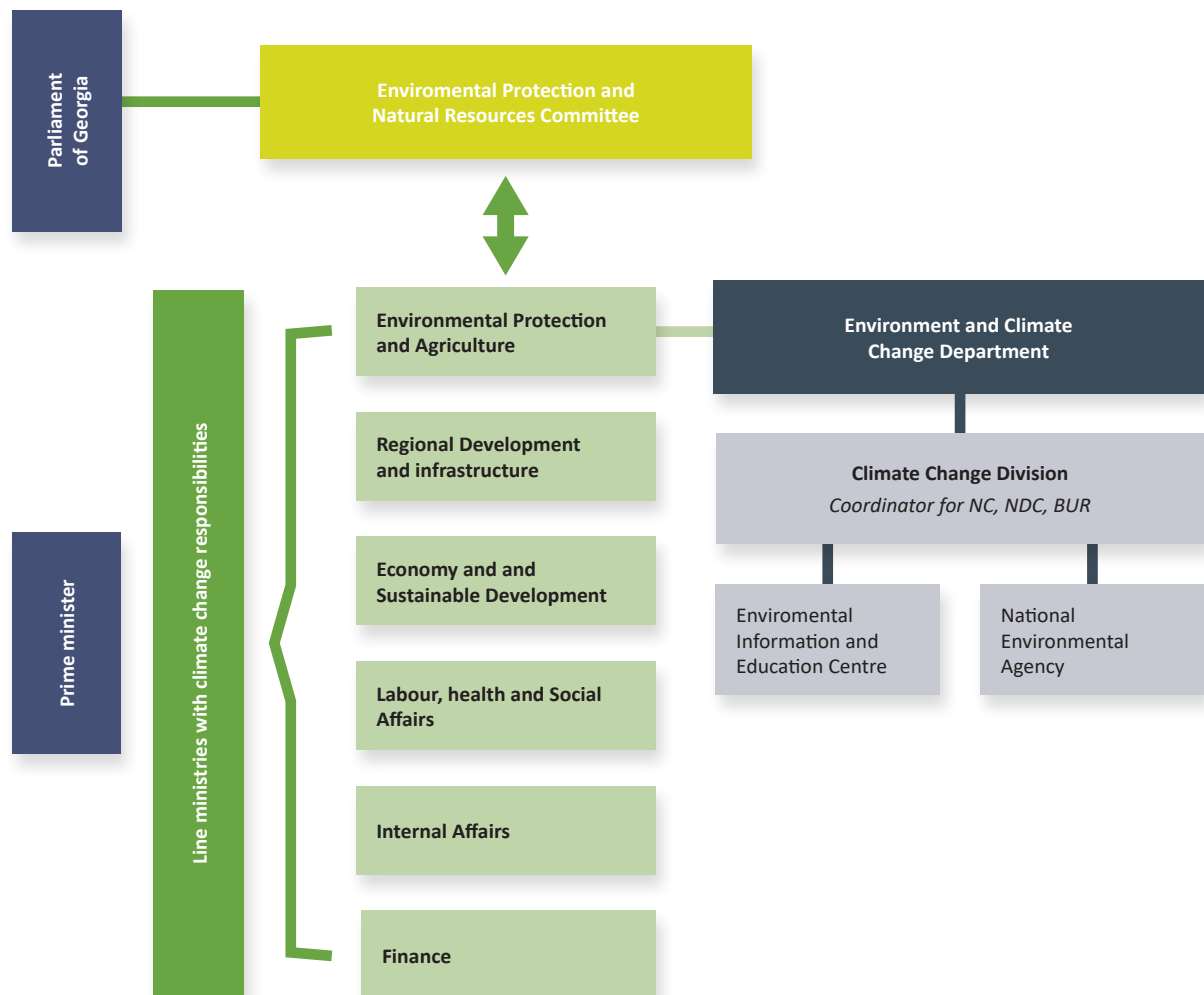 Parliament
of Georgia
Enviromental Protection and
Natural Resources Committee
Prime minister
Line ministries with climate change responsibilities
Environmental Protection
and Agriculture
Regional Development
and infrastructure
Economy and and
Sustainable Development
Labour, health and Social
Affairs
Internal Affairs
Finance
Environment and Climate
Change Department
Climate Change Division
Coordinator for NC, NDC, BUR
Enviromental
Information and
Education Centre
National
Environmental
Agency